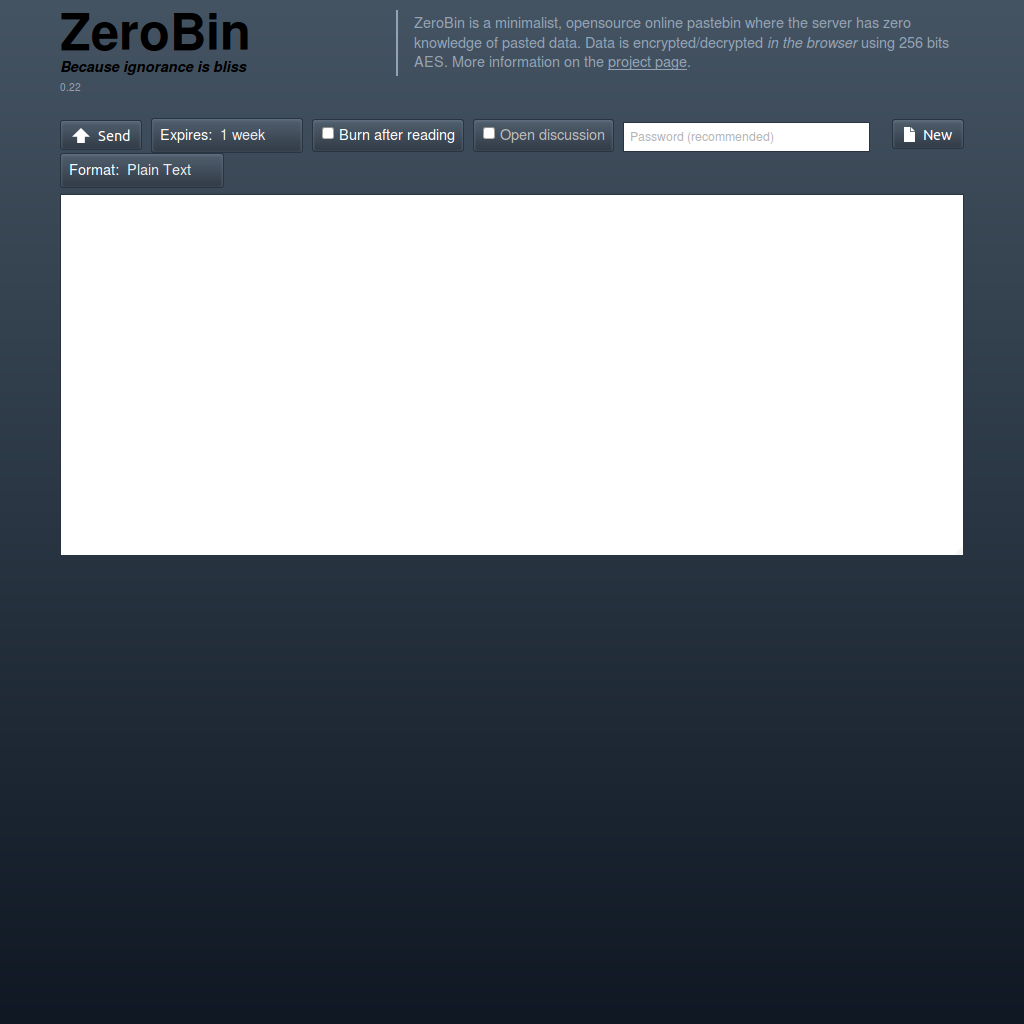 ZeroBin
Because ignorance is bliss
0.22
ZeroBin is a minimalist, opensource online pastebin where the server has zero
knowledge of pasted data. Data is encrypted/decrypted in the browser using 256 bits
AES. More information on the project page.
Send
Expires: 1 week
Burn after reading
Open discussion
Password (recommended)
New
Format: Plain Text